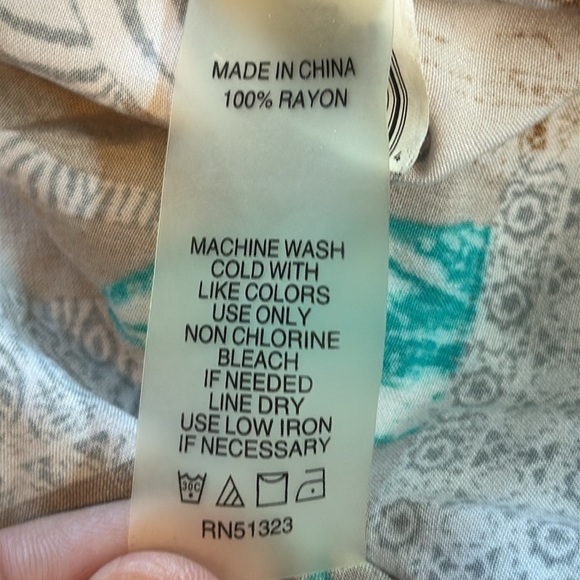 MADE IN CHINA
100% RAYON
MACHINE WASH
COLD WITH
LIKE COLORS
USE ONLY
NON CHLORINE
BLEACH
IF NEEDED
LINE DRY
USE LOW IRON
IF NECESSARY
30C
RN51323